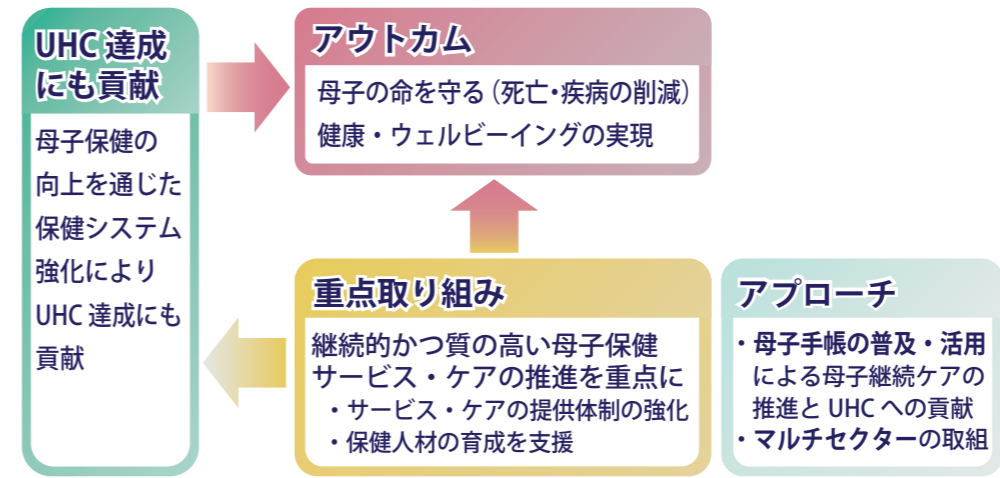 UHC 達成
にも貢献
母子保健の
向上を通じた
保健システム
強化により
UHC 達成にも
貢献
アウトカム
母子の命を守る（死亡・疾病の削減）
健康・ウェルビーイングの実現
重点取り組み
継続的かつ質の高い母子保健
サービス・ケアの推進を重点に
・サービス・ケアの提供体制の強化
・保健人材の育成を支援
アプローチ
・母子手帳の普及・活用
による母子継続ケアの
推進と UHC への貢献
・マルチセクターの取組